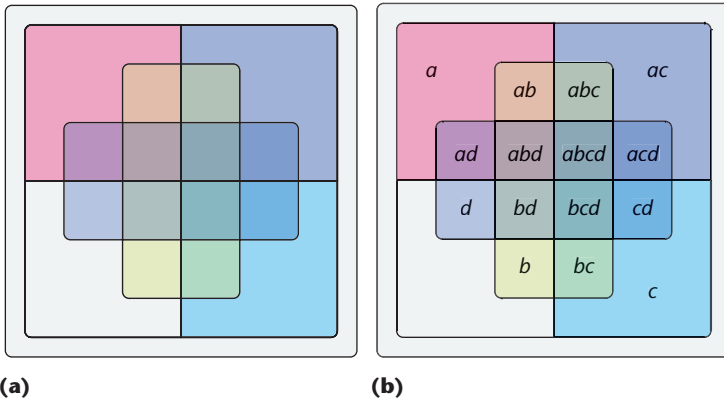 a ac
ab abc
ad abd abcd acd
d bd bcd cd
b bc
c
(a) (b)